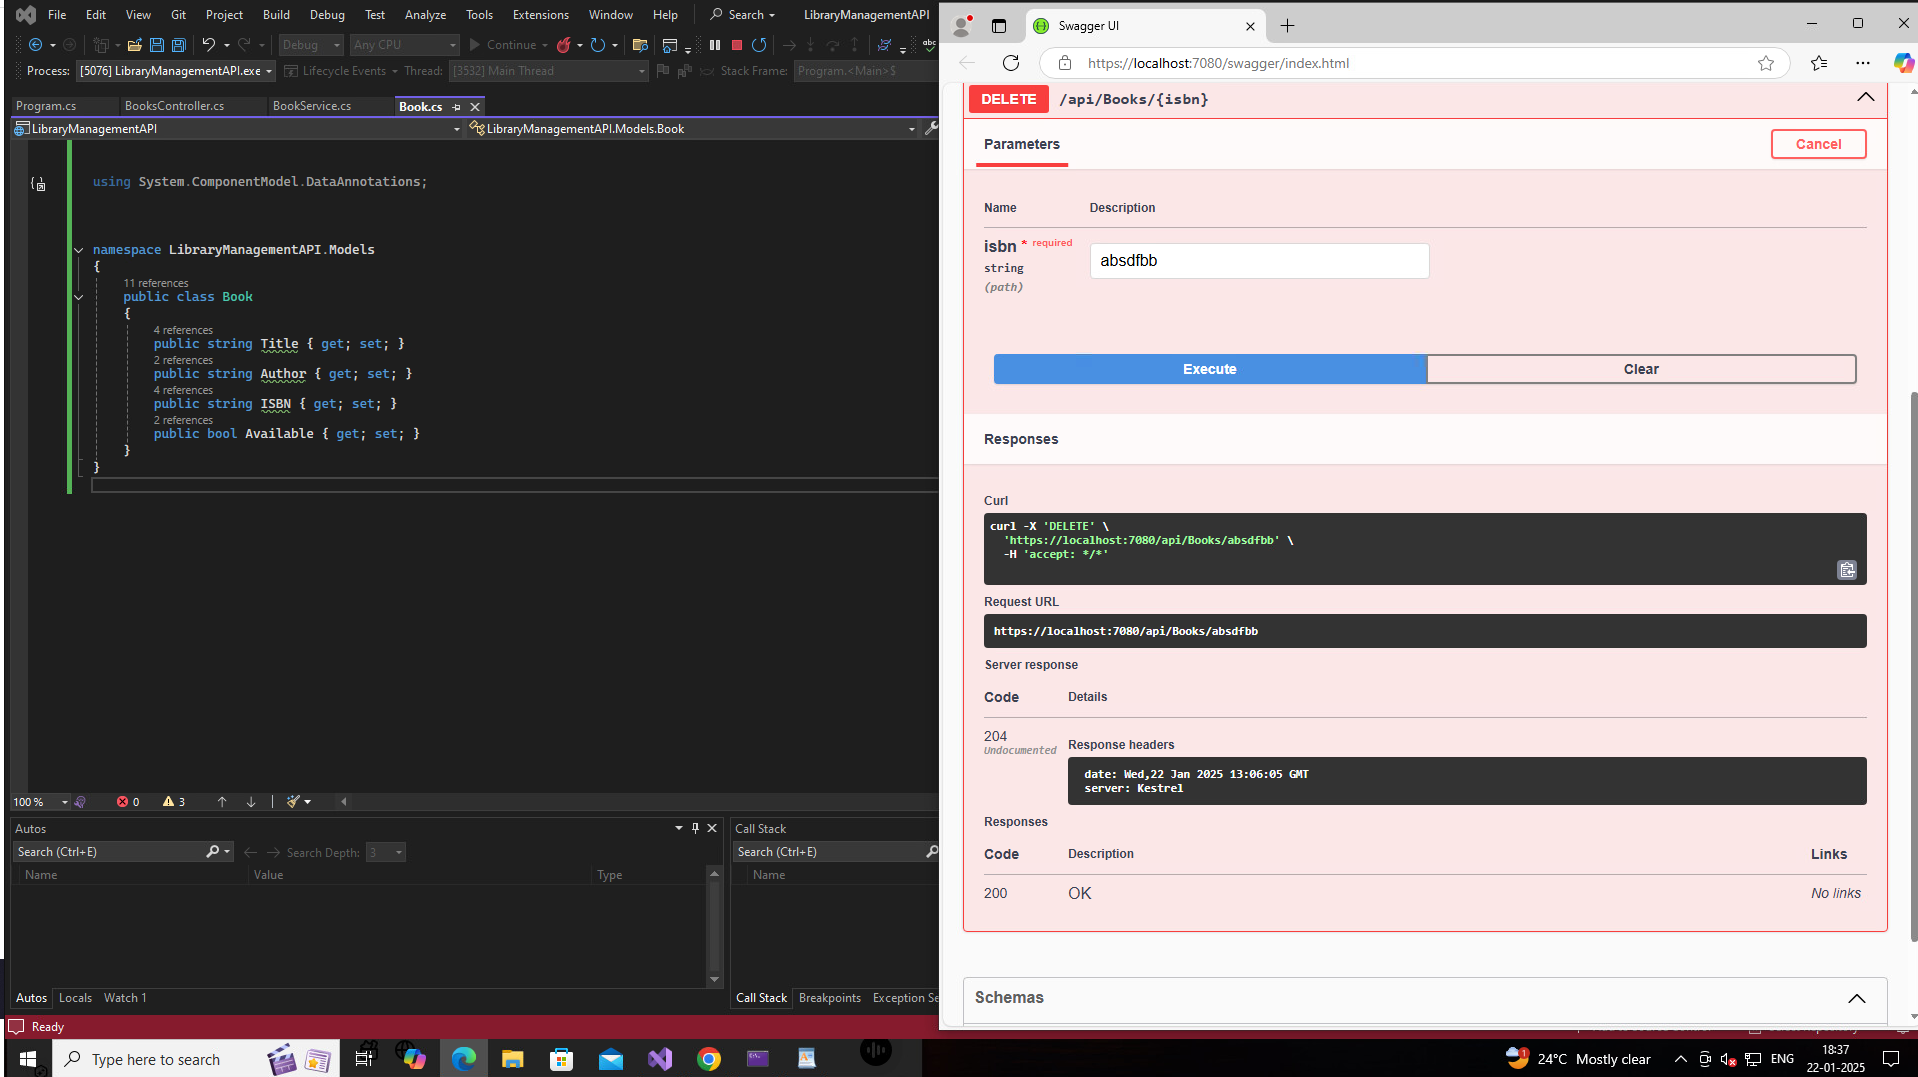 File Edit View Git Project Build Debug Test Analyze Tools Extensions Window Help Search LibraryManagementAPI
Debug Any CPU Continue
Process: [5076] LibraryManagementAPI.exe Lifecycle Events Thread: [3532] Main Thread Stack Frame: Program.<Main>$
Program.cs BooksController.cs BookService.cs Book.cs
LibraryManagementAPI LibraryManagementAPI.Models.Book
using System.ComponentModel.DataAnnotations;
namespace LibraryManagementAPI.Models
{
11 references
public class Book
{
4 references
public string Title { get; set; }
2 references
public string Author { get; set; }
4 references
public string ISBN { get; set; }
2 references
public bool Available { get; set; }
}
}
100 % 0 3
Autos
Search (Ctrl+E) Search Depth: 3
Name Value Type
Autos Locals Watch 1
Call Stack
Search (Ctrl+E)
Name
Call Stack Breakpoints Exception Se
Ready
Swagger UI
https://localhost:7080/swagger/index.html
DELETE /api/Books/{isbn}
Parameters Cancel
Name Description
isbn * required
string
(path)
absdfbb
Execute Clear
Responses
Curl
curl -X 'DELETE' \
'https://localhost:7080/api/Books/absdfbb' \
-H 'accept: */*'
Request URL
https://localhost:7080/api/Books/absdfbb
Server response
Code Details
204
Undocumented
Response headers
date: Wed,22 Jan 2025 13:06:05 GMT
server: Kestrel
Responses
Code Description Links
200 OK No links
Schemas
Type here to search
1 24°C Mostly clear ENG 18:37
22-01-2025